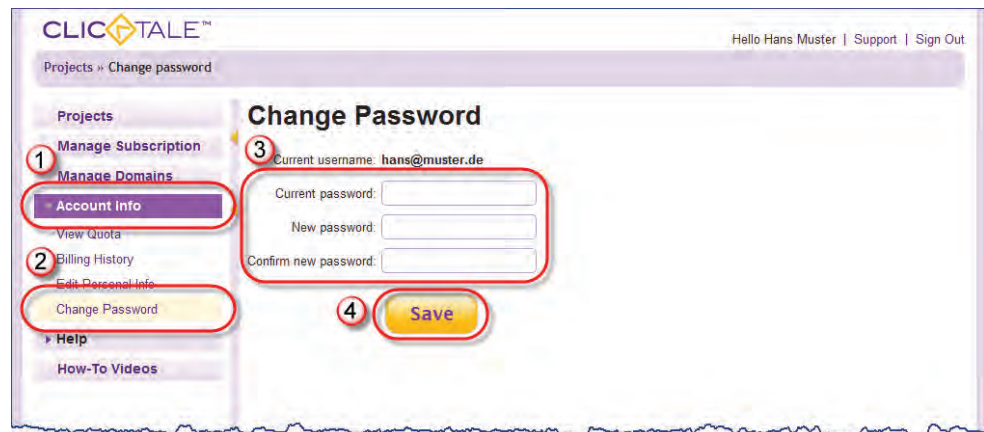 CLICTALE™
Hello Hans Muster | Support | Sign Out
Projects » Change password
Projects
Manage Subscription
Manage Domains
Account Info
View Quota
Billing History
Edit Personal Info
Change Password
Help
How-To Videos
1
2
Change Password
3
Current username: hans@muster.de
Current password:
New password:
Confirm new password:
4
Save